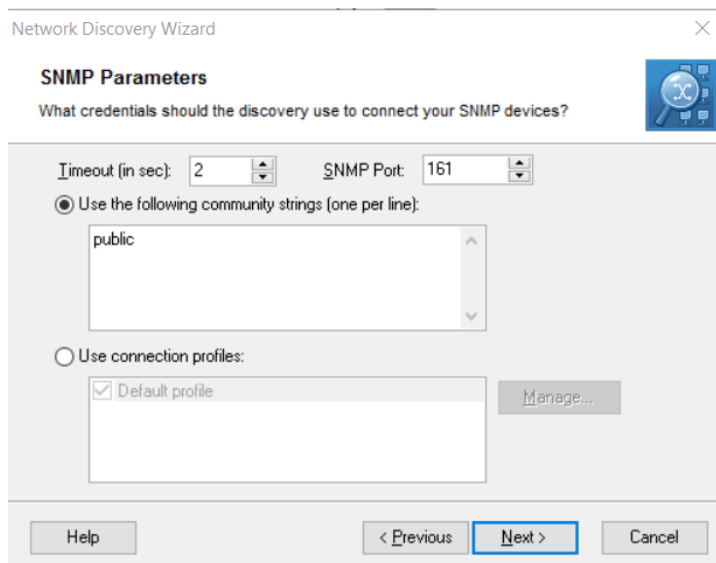 Network Discovery Wizard
SNMP Parameters
What credentials should the discovery use to connect your SNMP devices?
Timeout (in sec): 2 SNMP Port: 161
Use the following community strings (one per line):
public
Use connection profiles:
Default profile
Manage...
Help < Previous Next > Cancel